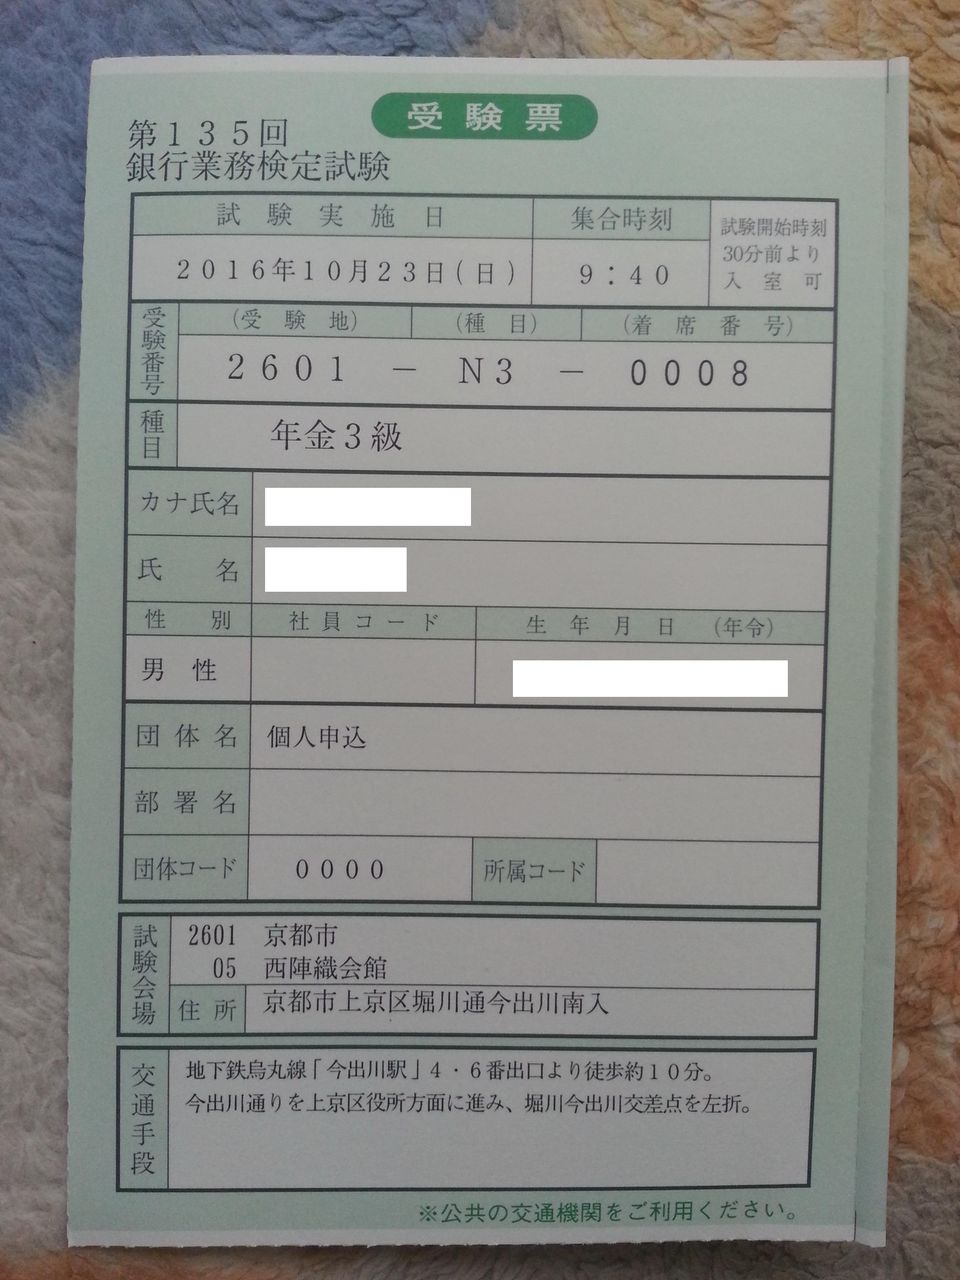 受験票
第135回
銀行業務検定試験
試験実施日
集合時刻
試験開始時刻
30分前より
入室可
2016年10月23日(日)
9:40
受験番号
(受験地)
(種目)
(着席番号)
2601 － N3 － 0008
種目
年金3級
カナ氏名
氏名
性別
社員コード
生年月日 (年令)
男性
団体名
個人申込
部署名
団体コード
0000
所属コード
試験会場
2601 京都市
05 西陣織会館
住所
京都市上京区堀川通今出川南入
交通手段
地下鉄烏丸線「今出川駅」4・6番出口より徒歩約10分。
今出川通りを上京区役所方面に進み、堀川今出川交差点を左折。
※公共の交通機関をご利用ください。